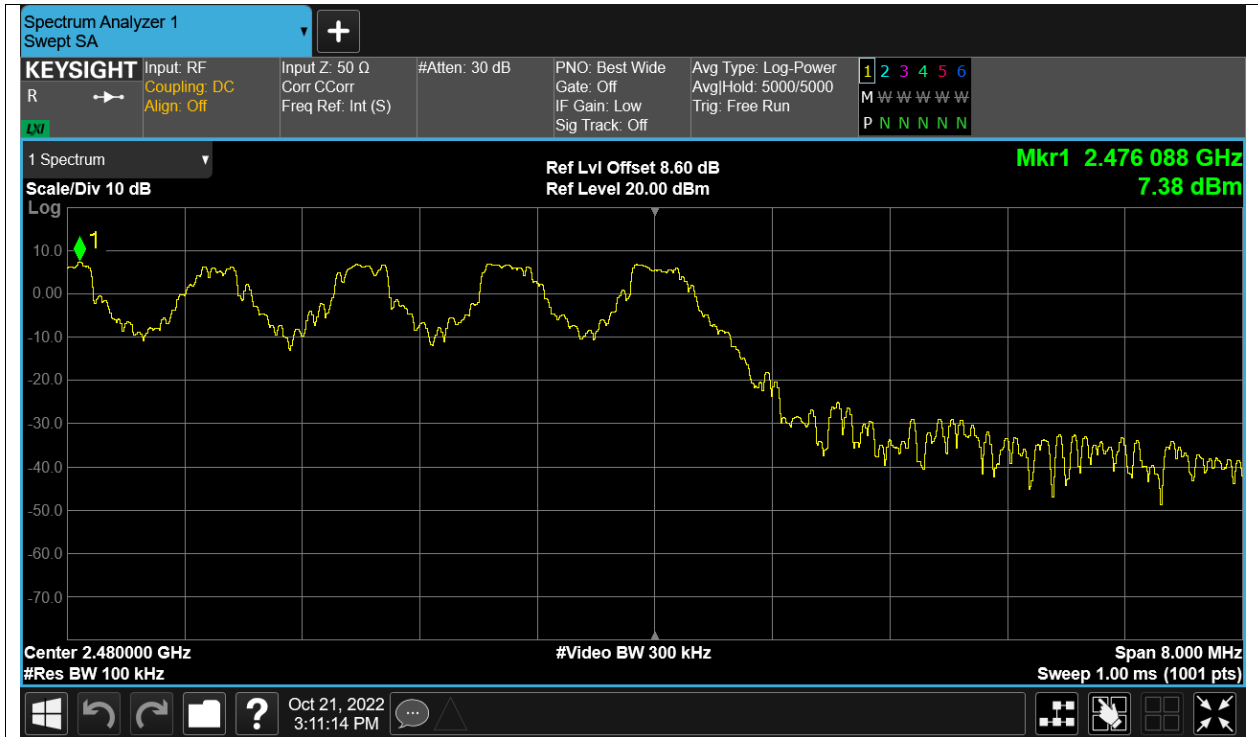 Spectrum Analyzer 1
Swept SA
KEYSIGHT
R
LXI
Input: RF
Coupling: DC
Align: Off
Input Z: 50 Ω
Corr CCorr
Freq Ref: Int (S)
#Atten: 30 dB
PNO: Best Wide
Gate: Off
IF Gain: Low
Sig Track: Off
Avg Type: Log-Power
Avg|Hold: 5000/5000
Trig: Free Run
1 2 3 4 5 6
M W W W W W
P N N N N N
1 Spectrum
Scale/Div 10 dB
Log
Ref Lvl Offset 8.60 dB
Ref Level 20.00 dBm
Mkr1 2.476 088 GHz
7.38 dBm
1
10.0
0.00
-10.0
-20.0
-30.0
-40.0
-50.0
-60.0
-70.0
Center 2.480000 GHz
#Res BW 100 kHz
#Video BW 300 kHz
Span 8.000 MHz
Sweep 1.00 ms (1001 pts)
?
Oct 21, 2022
3:11:14 PM